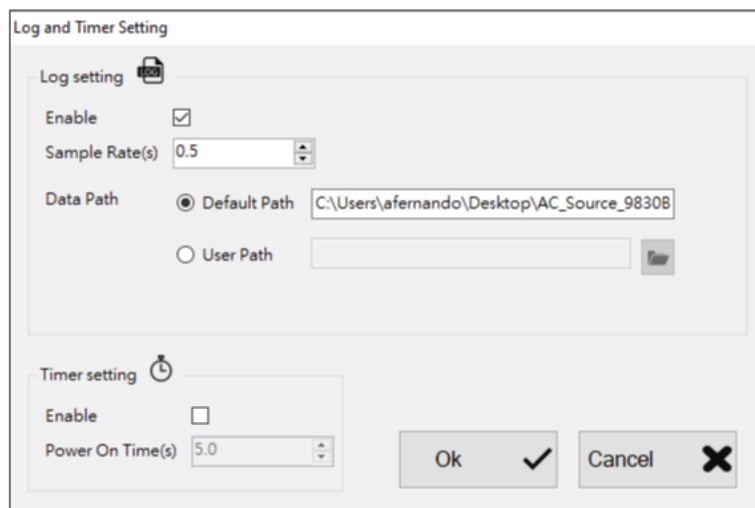 Log and Timer Setting
Log setting
LOG
Enable
Sample Rate(s) 0.5
Data Path Default Path C:\Users\afernando\Desktop\AC_Source_9830B
User Path
Timer setting
Enable
Power On Time(s) 5.0
Ok Cancel